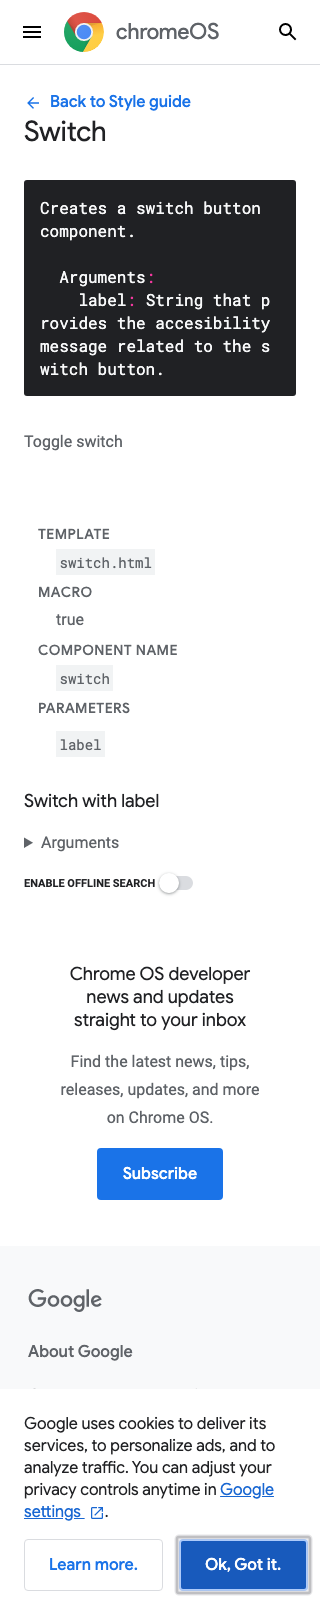 chromeOS
Back to Style guide
Switch
Creates a switch button
component.
Arguments:
label: String that p
rovides the accesibility
message related to the s
witch button.
Toggle switch
TEMPLATE
switch.html
MACRO
true
COMPONENT NAME
switch
PARAMETERS
label
Switch with label
Arguments
ENABLE OFFLINE SEARCH
Chrome OS developer
news and updates
straight to your inbox
Find the latest news, tips,
releases, updates, and more
on Chrome OS.
Subscribe
Google
About Google
Google uses cookies to deliver its
services, to personalize ads, and to
analyze traffic. You can adjust your
privacy controls anytime in Google
settings .
Learn more.
Ok, Got it.